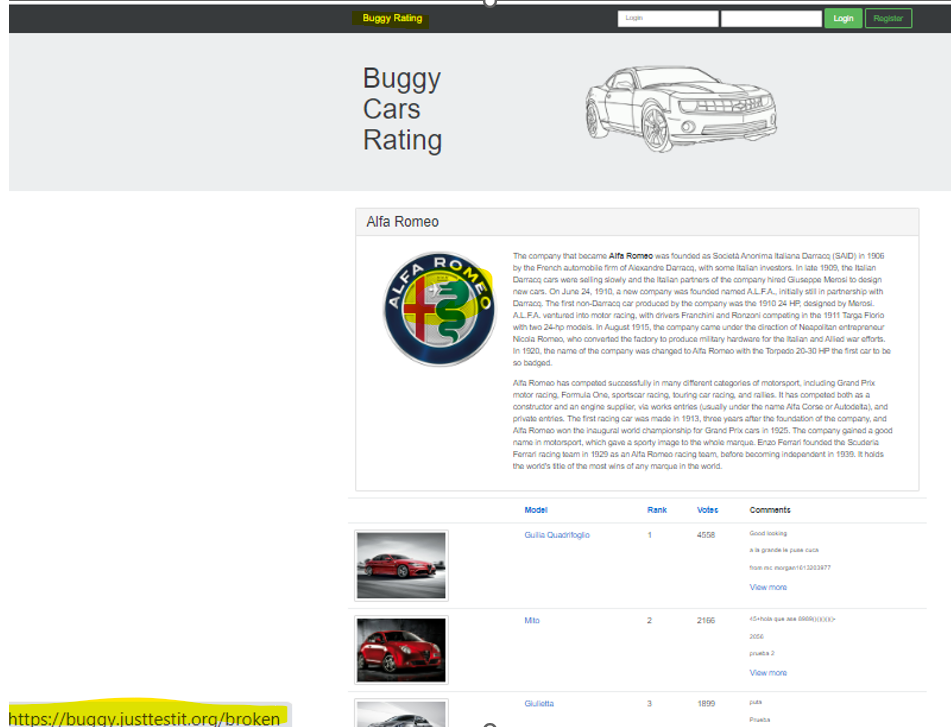 Buggy Rating
Login
Login
Register
Buggy
Cars
Rating
Alfa Romeo
ALFA ROMEO
The company that became Alfa Romeo was founded as Società Anonima Italiana Darracq (SAID) in 1906
by the French automobile firm of Alexandre Darracq, with some Italian investors. In late 1909, the Italian
Darracq cars were selling slowly and the Italian partners of the company hired Giuseppe Merosi to design
new cars. On June 24, 1910, a new company was founded named A.L.F.A., initially still in partnership with
Darracq. The first non-Darracq car produced by the company was the 1910 24 HP, designed by Merosi.
A.L.F.A. ventured into motor racing, with drivers Franchini and Ronzoni competing in the 1911 Targa Florio
with two 24-hp models. In August 1915, the company came under the direction of Neapolitan entrepreneur
Nicola Romeo, who converted the factory to produce military hardware for the Italian and Allied war efforts.
In 1920, the name of the company was changed to Alfa Romeo with the Torpedo 20-30 HP the first car to be
so badged.
Alfa Romeo has competed successfully in many different categories of motorsport, including Grand Prix
motor racing, Formula One, sportscar racing, touring car racing, and rallies. It has competed both as a
constructor and an engine supplier, via works entries (usually under the name Alfa Corse or Autodelta), and
private entries. The first racing car was made in 1913, three years after the foundation of the company, and
Alfa Romeo won the inaugural world championship for Grand Prix cars in 1925. The company gained a good
name in motorsport, which gave a sporty image to the whole marque. Enzo Ferrari founded the Scuderia
Ferrari racing team in 1929 as an Alfa Romeo racing team, before becoming independent in 1939. It holds
the world's title of the most wins of any marque in the world.
Model Rank Votes Comments
Guilia Quadrifoglio 1 4558 Good looking
a la grande le puse cuca
from mc morgan1613203977
View more
Mito 2 2166
2056
prueba 2
View more
Giulietta 3 1899 puta
Prueba
https://buggy.justtestit.org/broken